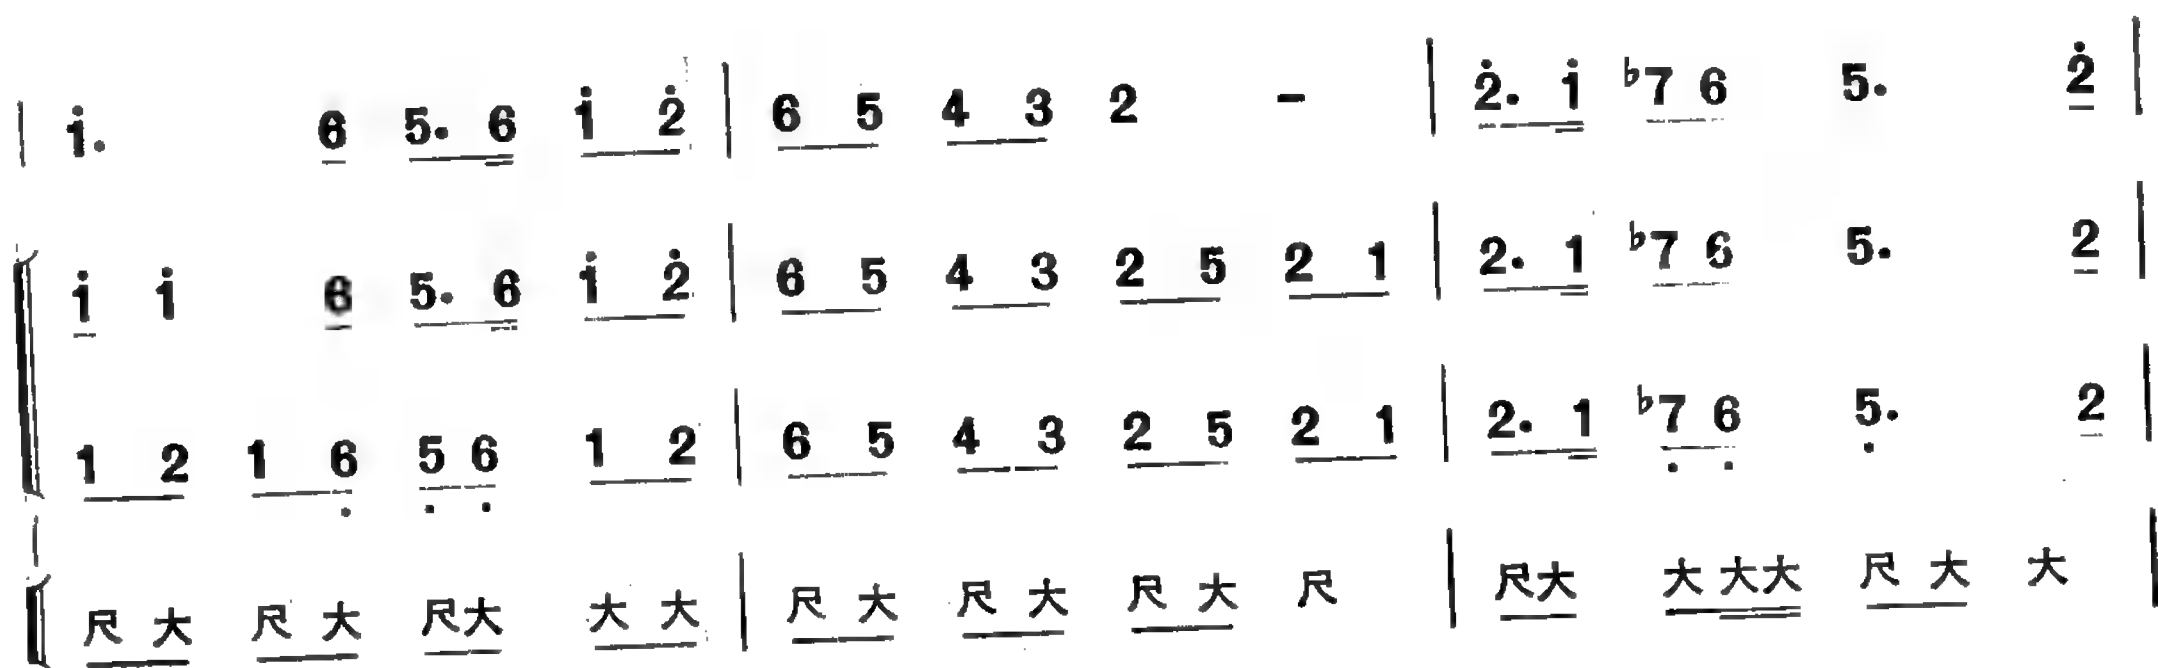 | i̇. 6 5. 6 i̇ 2̇ | 6 5 4 3 2 - | 2̇. i̇ ♭7 6 5. 2̇ |
i̇ i̇ 6 5. 6 i̇ 2̇ | 6 5 4 3 2 5 2 1 | 2. 1 ♭7 6 5. 2 |
1 2 1 6̣ 5̣ 6̣ 1 2 | 6 5 4 3 2 5 2 1 | 2. 1 ♭7̣ 6̣ 5̣. 2 |
尺 大 尺 大 尺大 大 大 | 尺 大 尺 大 尺 大 尺 | 尺大 大 大大 尺 大 大 |